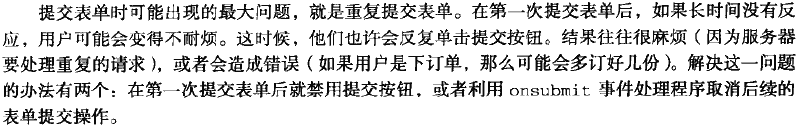 提交表单时可能出现的最大问题，就是重复提交表单。在第一次提交表单后，如果长时间没有反
应，用户可能会变得不耐烦。这时候，他们也许会反复单击提交按钮。结果往往很麻烦（因为服务器
要处理重复的请求），或者会造成错误（如果用户是下订单，那么可能会多订好几份）。解决这一问题
的办法有两个：在第一次提交表单后就禁用提交按钮，或者利用 onsubmit 事件处理程序取消后续的
表单提交操作。